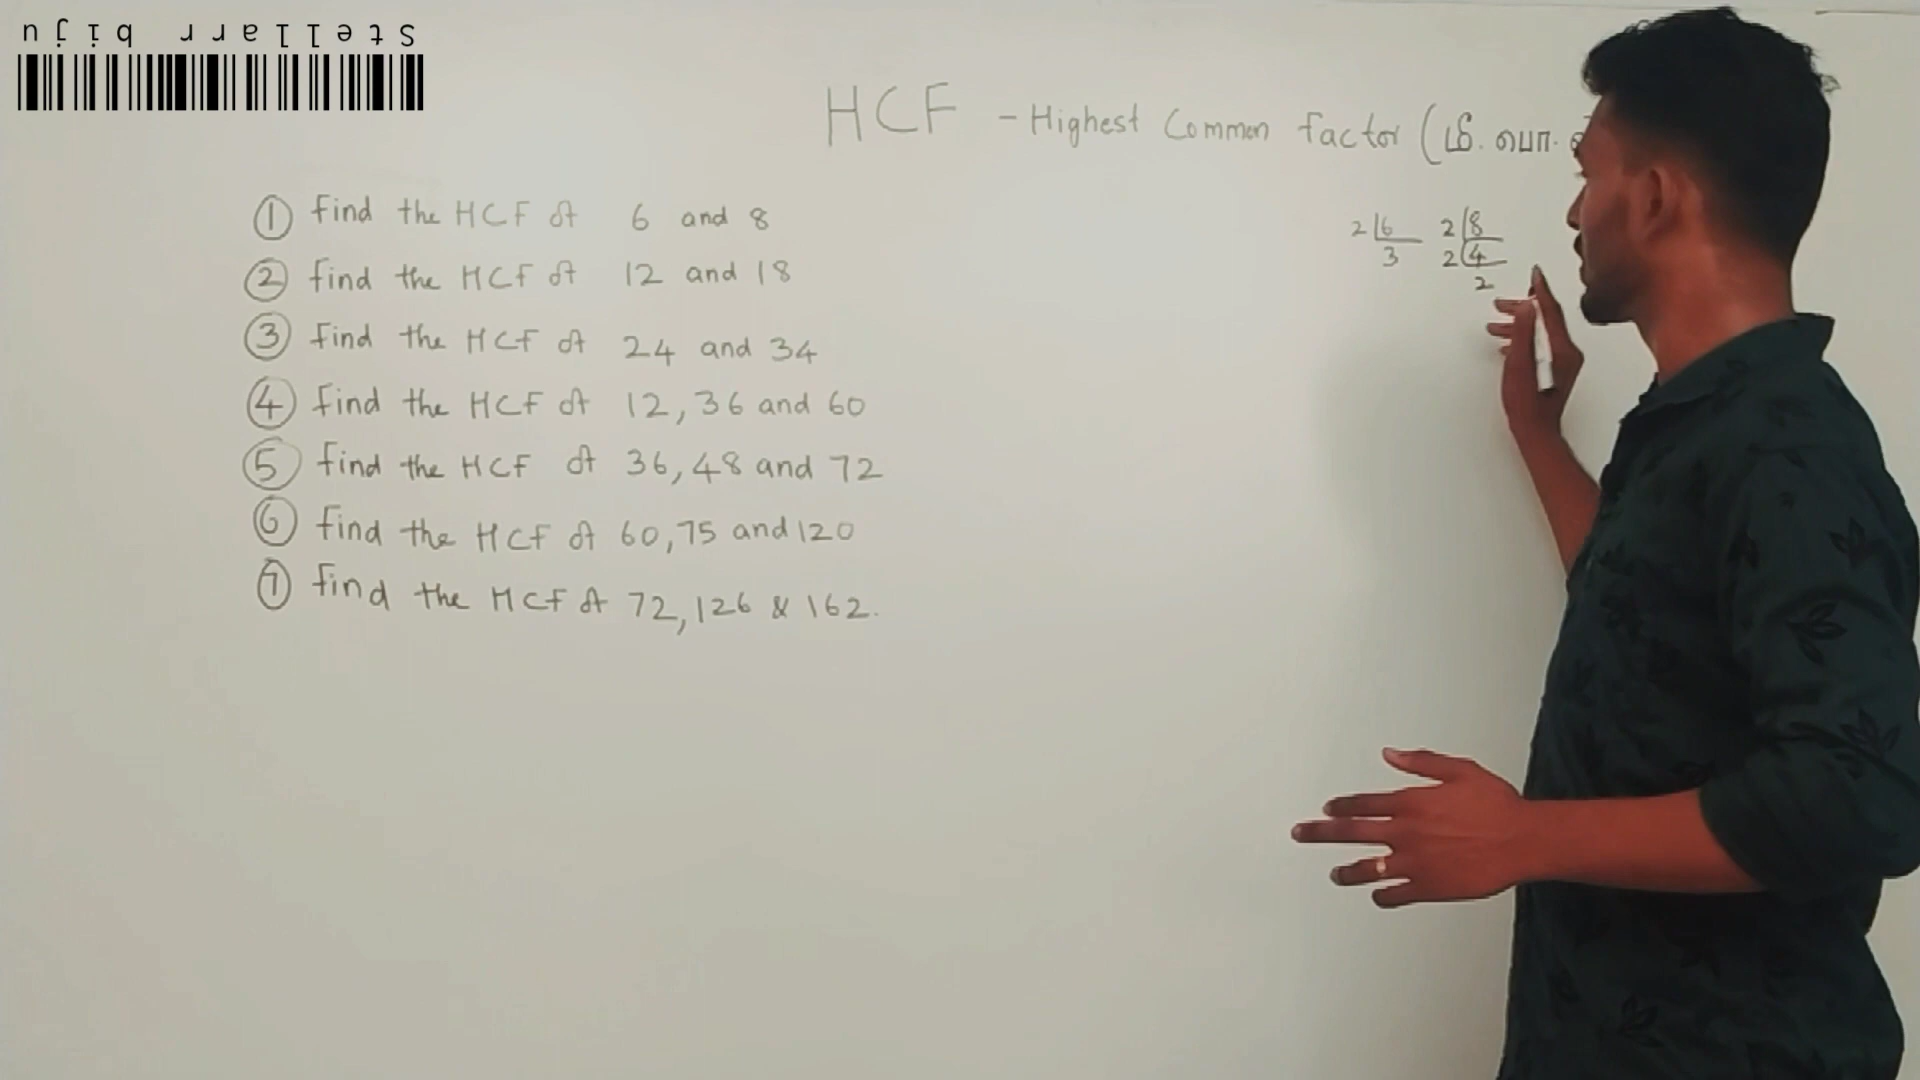 Stellarr biju
HCF - Highest Common factor (மீ. பொ.
① find the HCF of 6 and 8
② find the HCF of 12 and 18
③ find the HCF of 24 and 34
④ find the HCF of 12, 36 and 60
⑤ find the HCF of 36, 48 and 72
⑥ find the HCF of 60, 75 and 120
⑦ find the HCF of 72, 126 & 162.
2 6 2 8
3 2 4
2